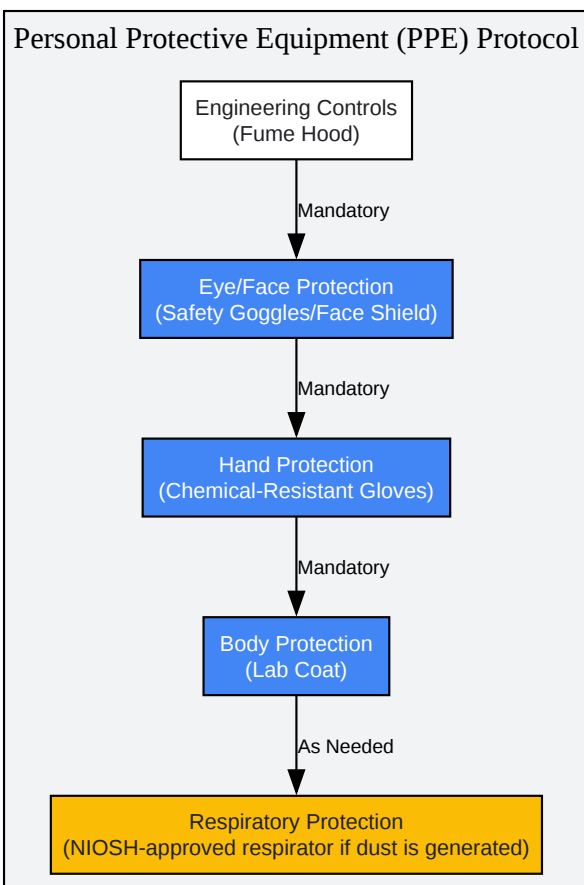 Personal Protective Equipment (PPE) Protocol
Engineering Controls
(Fume Hood)
Mandatory
Eye/Face Protection
(Safety Goggles/Face Shield)
Mandatory
Hand Protection
(Chemical-Resistant Gloves)
Mandatory
Body Protection
(Lab Coat)
As Needed
Respiratory Protection
(NIOSH-approved respirator if dust is generated)